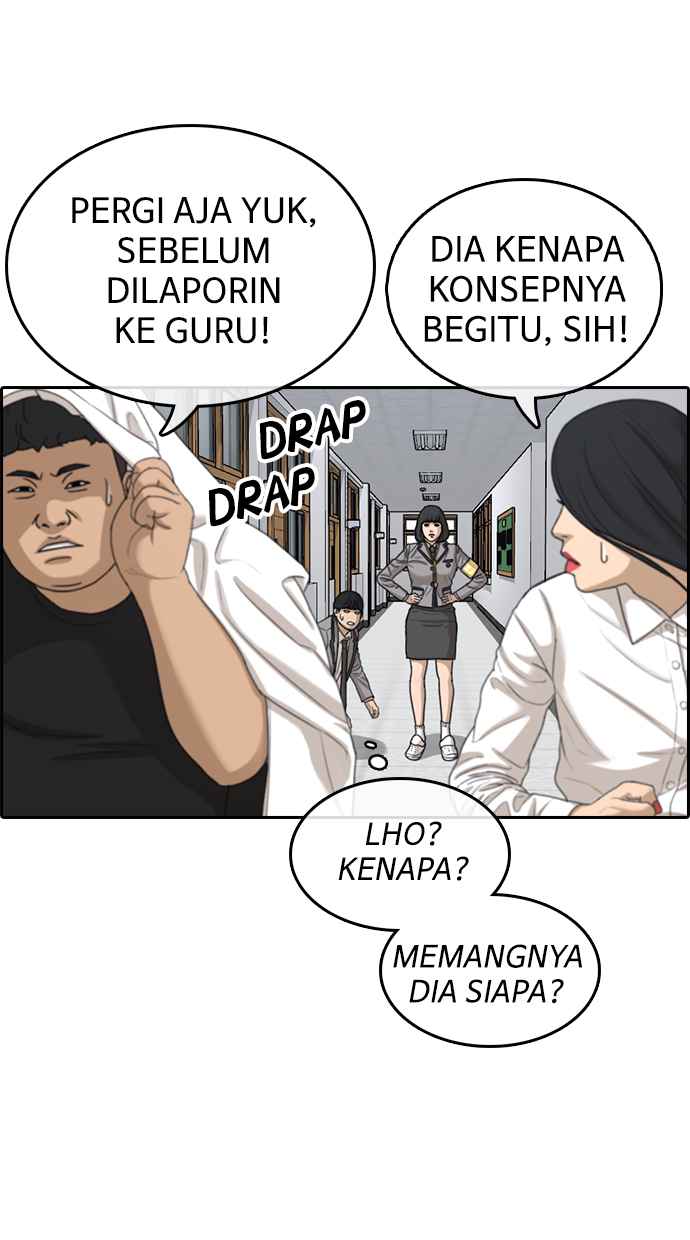 PERGI AJA YUK,
SEBELUM
DILAPORIN
KE GURU!
DIA KENAPA
KONSEPNYA
BEGITU, SIH!
DRAP
DRAP
LHO?
KENAPA?
MEMANGNYA
DIA SIAPA?